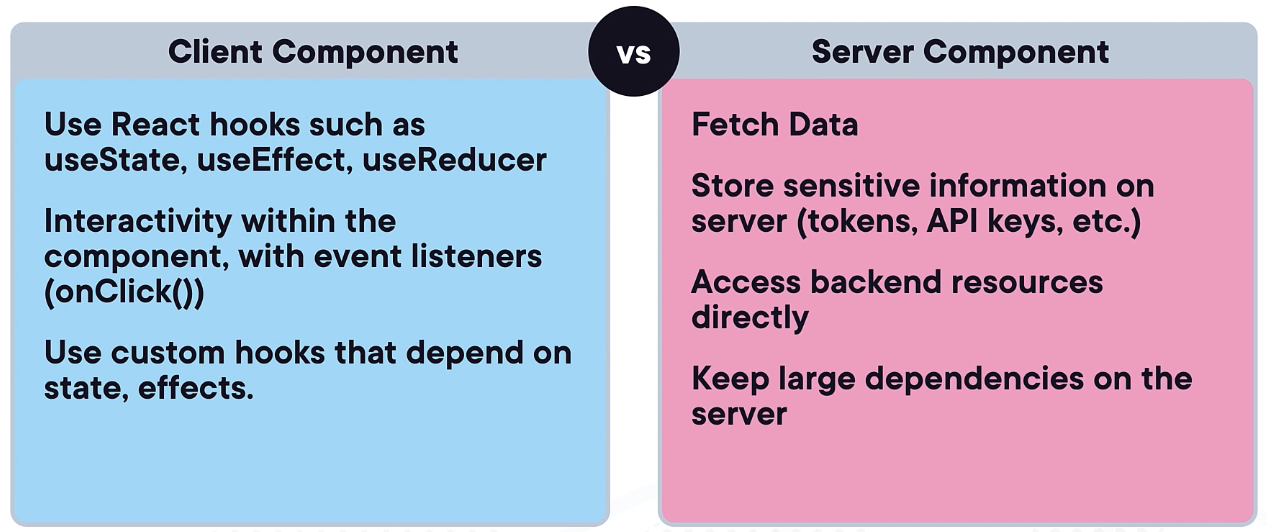 Client Component
vs
Server Component
Use React hooks such as
useState, useEffect, useReducer
Interactivity within the
component, with event listeners
(onClick())
Use custom hooks that depend on
state, effects.
Fetch Data
Store sensitive information on
server (tokens, API keys, etc.)
Access backend resources
directly
Keep large dependencies on the
server